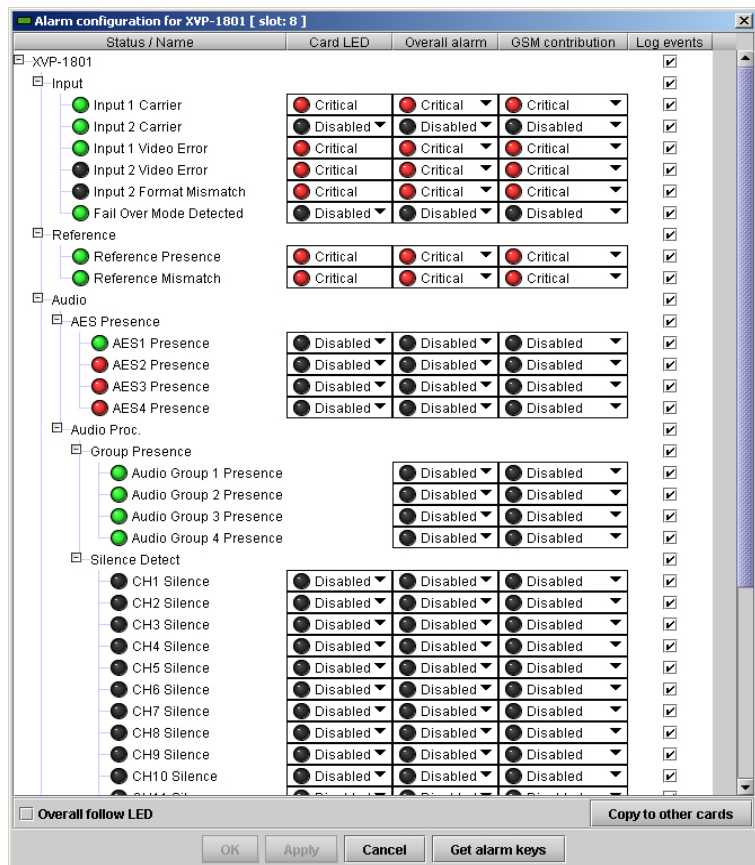 Alarm configuration for XVP-1801 [ slot: 8 ]
Status / Name Card LED Overall alarm GSM contribution Log events
XVP-1801
Input
Input 1 Carrier Critical Critical Critical
Input 2 Carrier Disabled Disabled Disabled
Input 1 Video Error Critical Critical Critical
Input 2 Video Error Critical Critical Critical
Input 2 Format Mismatch Critical Critical Critical
Fail Over Mode Detected Disabled Disabled Disabled
Reference
Reference Presence Critical Critical Critical
Reference Mismatch Critical Critical Critical
Audio
AES Presence
AES1 Presence Disabled Disabled Disabled
AES2 Presence Disabled Disabled Disabled
AES3 Presence Disabled Disabled Disabled
AES4 Presence Disabled Disabled Disabled
Audio Proc.
Group Presence
Audio Group 1 Presence Disabled Disabled
Audio Group 2 Presence Disabled Disabled
Audio Group 3 Presence Disabled Disabled
Audio Group 4 Presence Disabled Disabled
Silence Detect
CH1 Silence Disabled Disabled Disabled
CH2 Silence Disabled Disabled Disabled
CH3 Silence Disabled Disabled Disabled
CH4 Silence Disabled Disabled Disabled
CH5 Silence Disabled Disabled Disabled
CH6 Silence Disabled Disabled Disabled
CH7 Silence Disabled Disabled Disabled
CH8 Silence Disabled Disabled Disabled
CH9 Silence Disabled Disabled Disabled
CH10 Silence Disabled Disabled Disabled
Overall follow LED Copy to other cards
OK Apply Cancel Get alarm keys